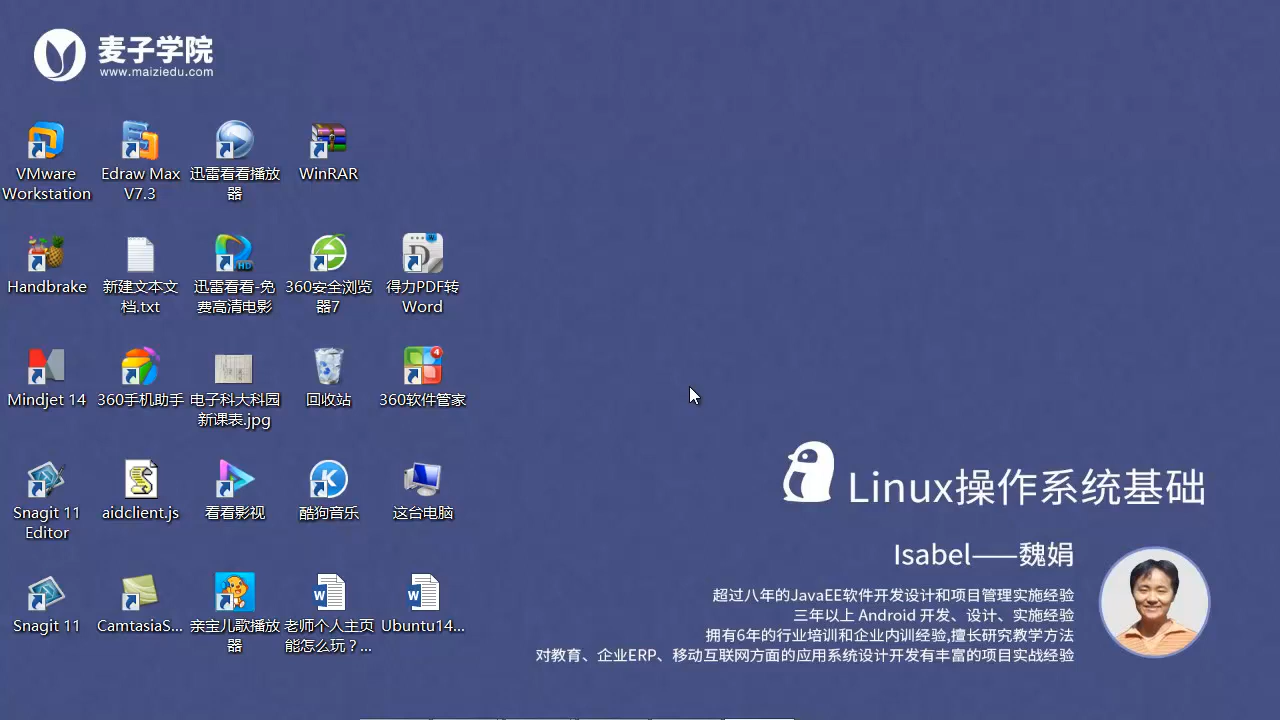 麦子学院
www.maiziedu.com
VMware
Workstation
Edraw Max
V7.3
迅雷看看播放
器
WinRAR
Handbrake
新建文本文
档.txt
迅雷看看-免
费高清电影
HD
360安全浏览
器7
得力PDF转
Word
Mindjet 14
360手机助手
电子科大科园
新课表.jpg
回收站
4
360软件管家
Snagit 11
Editor
aidclient.js
看看影视
酷狗音乐
这台电脑
Snagit 11
CamtasiaS...
亲宝儿歌播放
器
老师个人主页
能怎么玩？...
Ubuntu14...
Linux操作系统基础
Isabel——魏娟
超过八年的JavaEE软件开发设计和项目管理实施经验
三年以上 Android 开发、设计、实施经验
拥有6年的行业培训和企业内训经验,擅长研究教学方法
对教育、企业ERP、移动互联网方面的应用系统设计开发有丰富的项目实战经验